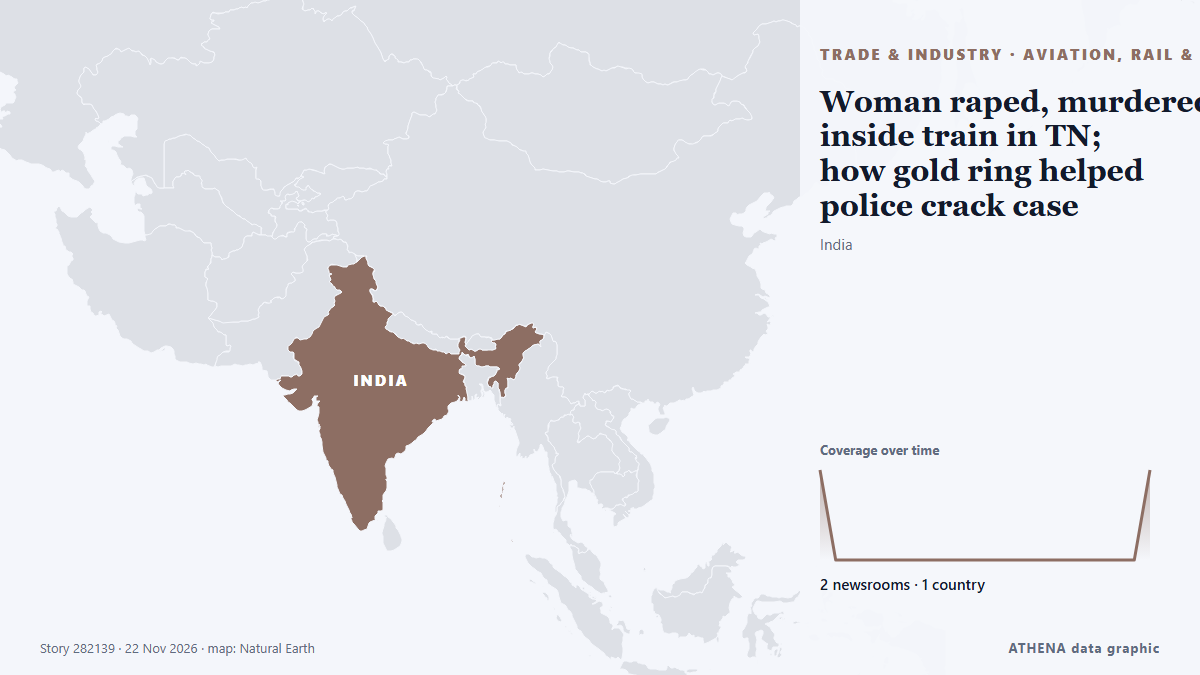 TRADE & INDUSTRY · AVIATION, RAIL &
Woman raped, murdered
inside train in TN;
how gold ring helped
police crack case
India
INDIA
Coverage over time
2 newsrooms · 1 country
Story 282139 · 22 Nov 2026 · map: Natural Earth
ATHENA data graphic